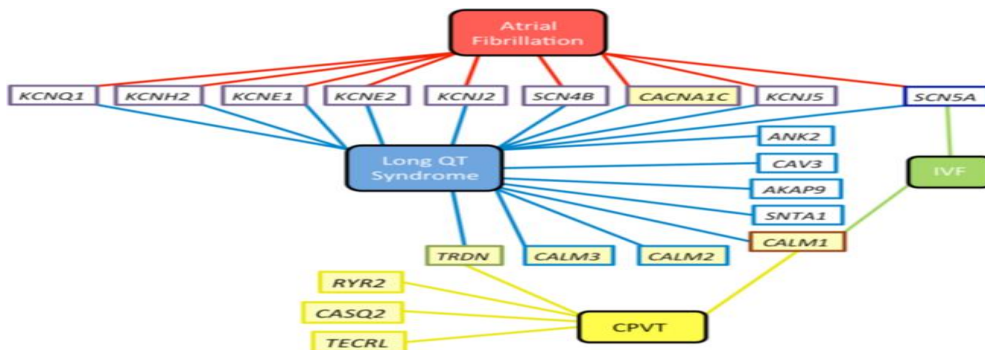 Atrial
Fibrillation
KCNQ1 KCNH2 KCNE1 KCNE2 KCNJ2 SCN4B CACNA1C KCNJ5 SCN5A
ANK2
Long QT
Syndrome
CAV3
IVF
AKAP9
SNTA1
CALM1
TRDN CALM3 CALM2
RYR2
CASQ2
CPVT
TECRL